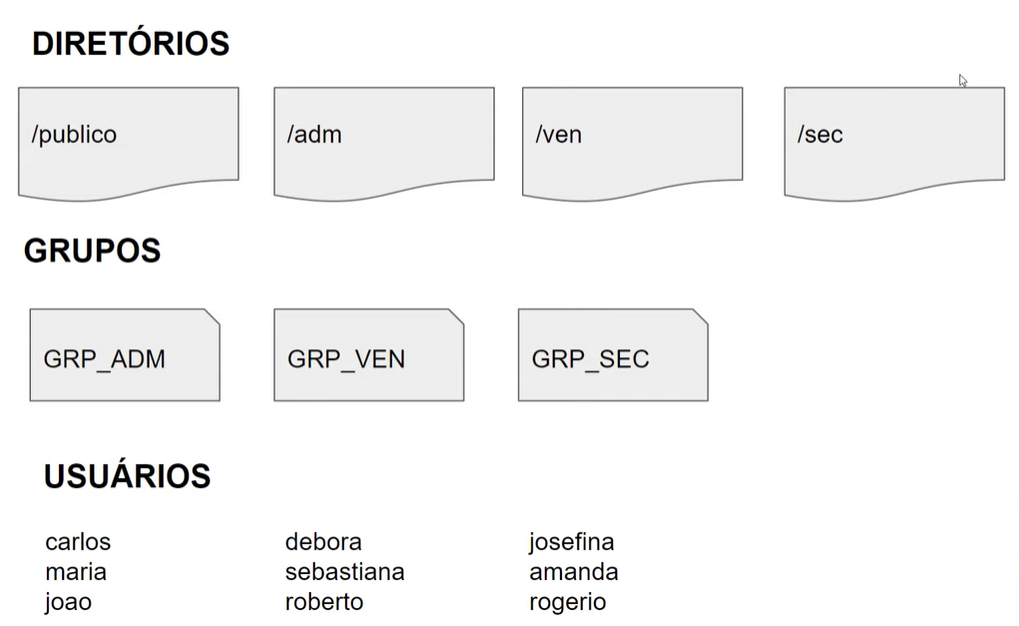 DIRETÓRIOS
/publico
/adm
/ven
/sec
GRUPOS
GRP_ADM
GRP_VEN
GRP_SEC
USUÁRIOS
carlos
maria
joao
debora
sebastiana
roberto
josefina
amanda
rogerio